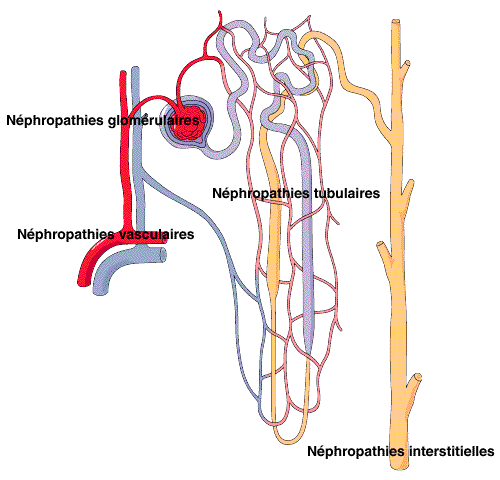 Néphropathies glomérulaires
Néphropathies tubulaires
Néphropathies vasculaires
Néphropathies interstitielles